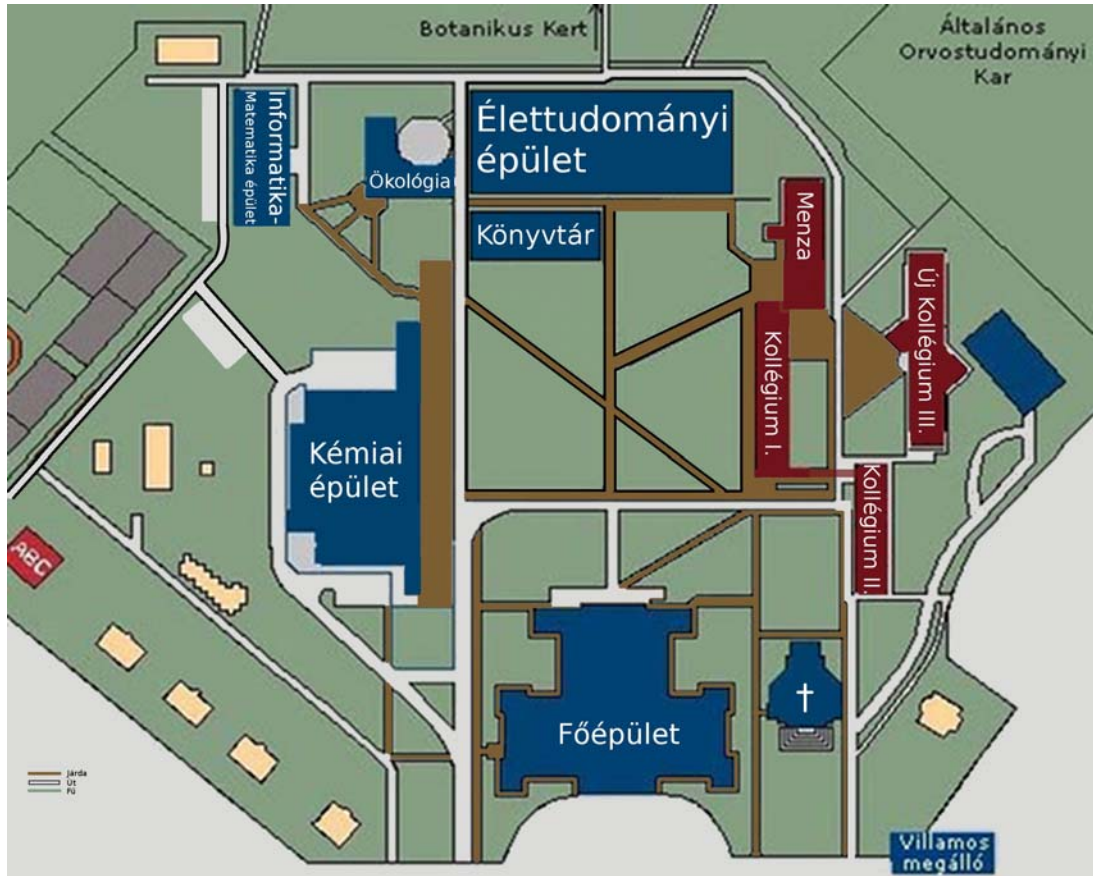 Botanikus Kert
Általános
Orvostudományi
Kar
Informatika-
Matematika épület
Ökológia
Élettudományi
épület
Könyvtár
Menza
Új Kollégium III.
Kollégium I.
Kémiai
épület
Kollégium II.
ABC
Főépület
Járda
Út
Fű
Villamos
megálló